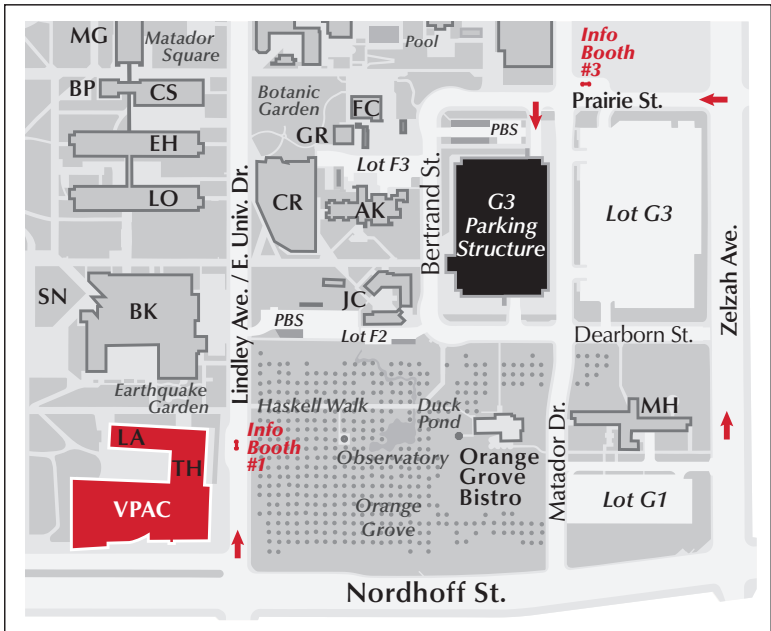 MG
Matador
Square
Pool
Info
Booth
#3
BP
CS
Botanic
Garden
FC
Prairie St.
GR
PBS
EH
Lot F3
LO
CR
AK
G3
Parking
Structure
Lot G3
Bertrand St.
Lindley Ave. / E. Univ. Dr.
Zelzah Ave.
SN
BK
JC
PBS
Lot F2
Dearborn St.
Earthquake
Garden
Haskell Walk
Duck
Pond
MH
LA
Info
Booth
#1
Observatory
Orange
Grove
Bistro
Matador Dr.
TH
VPAC
Orange
Grove
Lot G1
Nordhoff St.